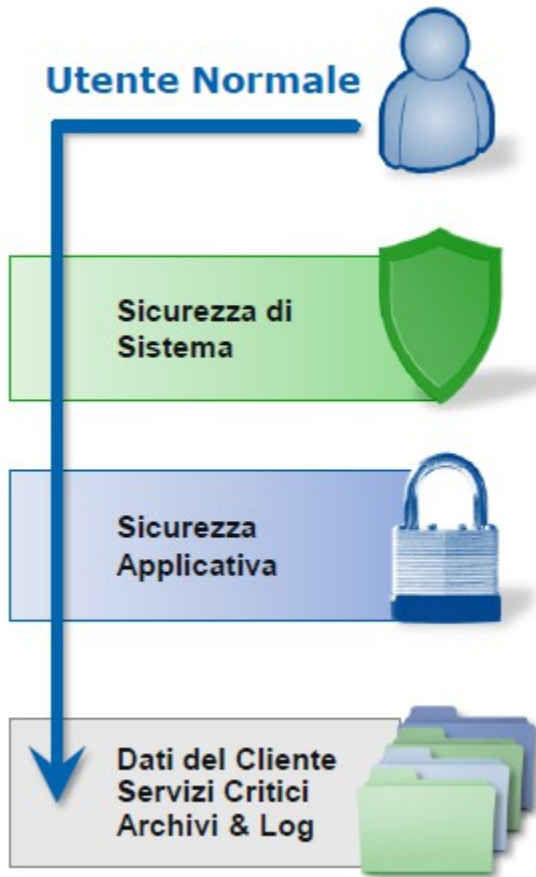 Utente Normale
Sicurezza di
Sistema
Sicurezza
Applicativa
Dati del Cliente
Servizi Critici
Archivi & Log